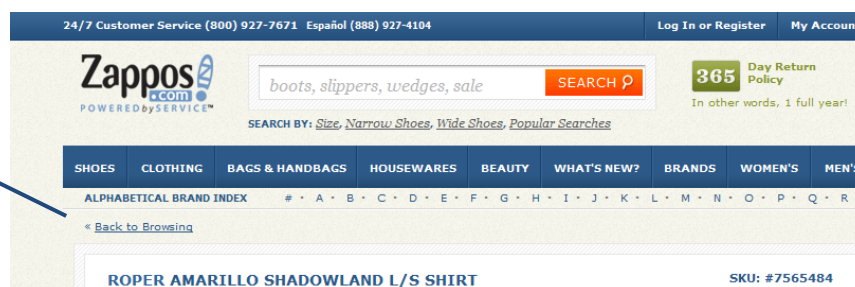 24/7 Customer Service (800) 927-7671 Español (888) 927-4104 Log In or Register My Accoun
Zappos
.com
POWERED by SERVICE™
boots, slippers, wedges, sale SEARCH
365 Day Return Policy
In other words, 1 full year!
SEARCH BY: Size, Narrow Shoes, Wide Shoes, Popular Searches
SHOES CLOTHING BAGS & HANDBAGS HOUSEWARES BEAUTY WHAT'S NEW? BRANDS WOMEN'S MEN'S
ALPHABETICAL BRAND INDEX # • A • B • C • D • E • F • G • H • I • J • K • L • M • N • O • P • Q • R
« Back to Browsing
ROPER AMARILLO SHADOWLAND L/S SHIRT SKU: #7565484